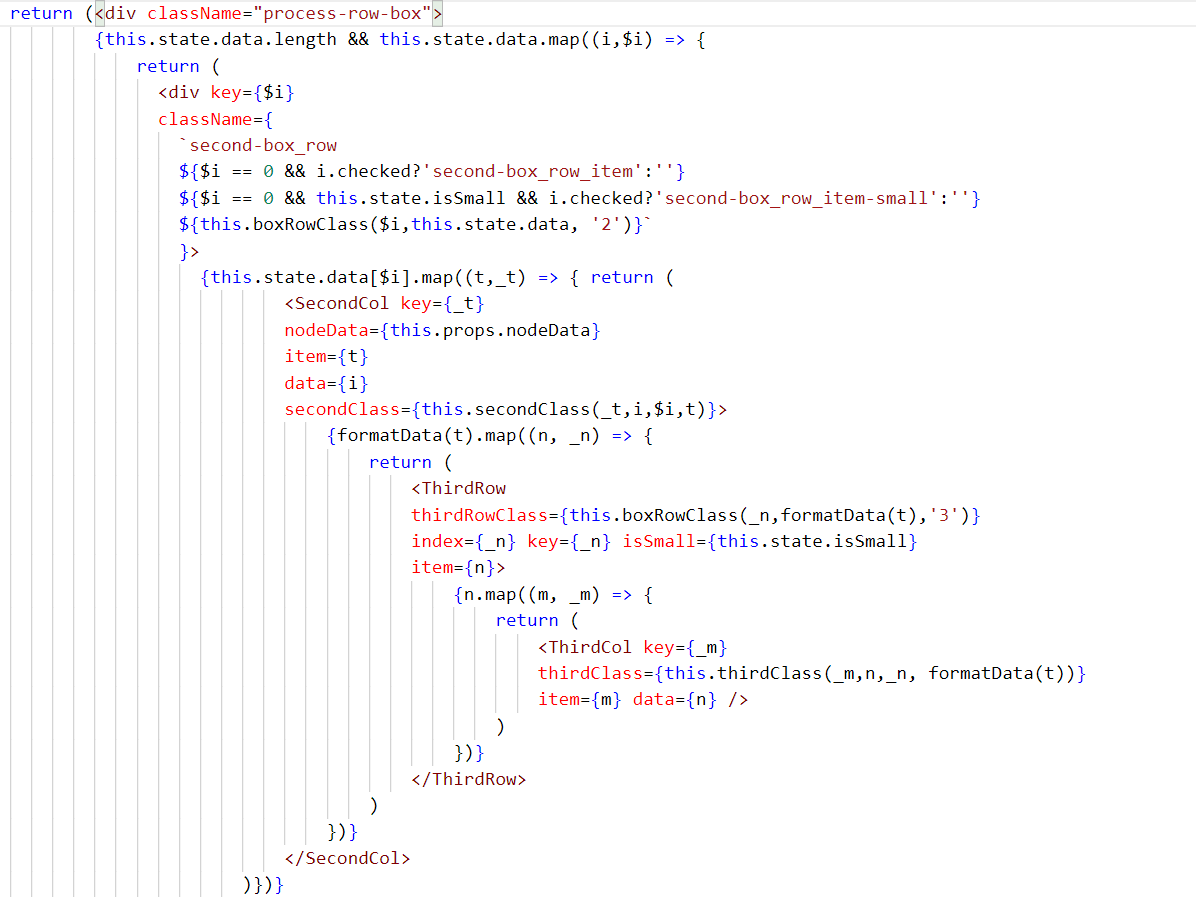 return (<div className="process-row-box">
{this.state.data.length && this.state.data.map((i,$i) => {
return (
<div key={$i}
className={
`second-box_row
${$i == 0 && i.checked?'second-box_row_item':''}
${$i == 0 && this.state.isSmall && i.checked?'second-box_row_item-small':''}
${this.boxRowClass($i,this.state.data, '2')}`
}>
{this.state.data[$i].map((t,_t) => { return (
<SecondCol key={_t}
nodeData={this.props.nodeData}
item={t}
data={i}
secondClass={this.secondClass(_t,i,$i,t)}>
{formatData(t).map((n, _n) => {
return (
<ThirdRow
thirdRowClass={this.boxRowClass(_n,formatData(t),'3')}
index={_n} key={_n} isSmall={this.state.isSmall}
item={n}>
{n.map((m, _m) => {
return (
<ThirdCol key={_m}
thirdClass={this.thirdClass(_m,n,_n, formatData(t))}
item={m} data={n} />
)
})}
</ThirdRow>
)
})}
</SecondCol>
)})}